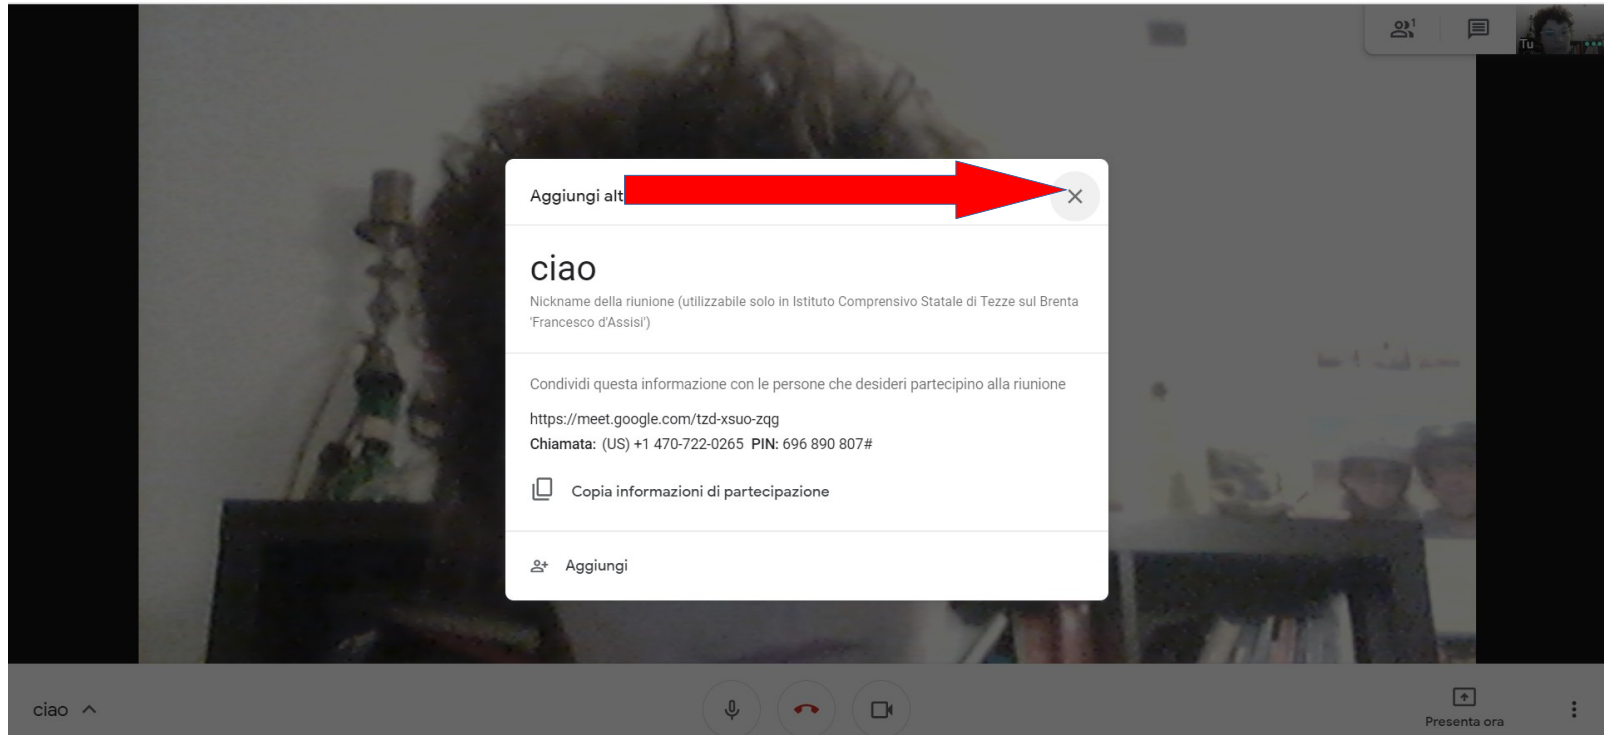 1
Tu
Aggiungi alt
ciao
Nickname della riunione (utilizzabile solo in Istituto Comprensivo Statale di Tezze sul Brenta
'Francesco d'Assisi')
Condividi questa informazione con le persone che desideri partecipino alla riunione
https://meet.google.com/tzd-xsuo-zqg
Chiamata: (US) +1 470-722-0265 PIN: 696 890 807#
Copia informazioni di partecipazione
Aggiungi
ciao
Presenta ora